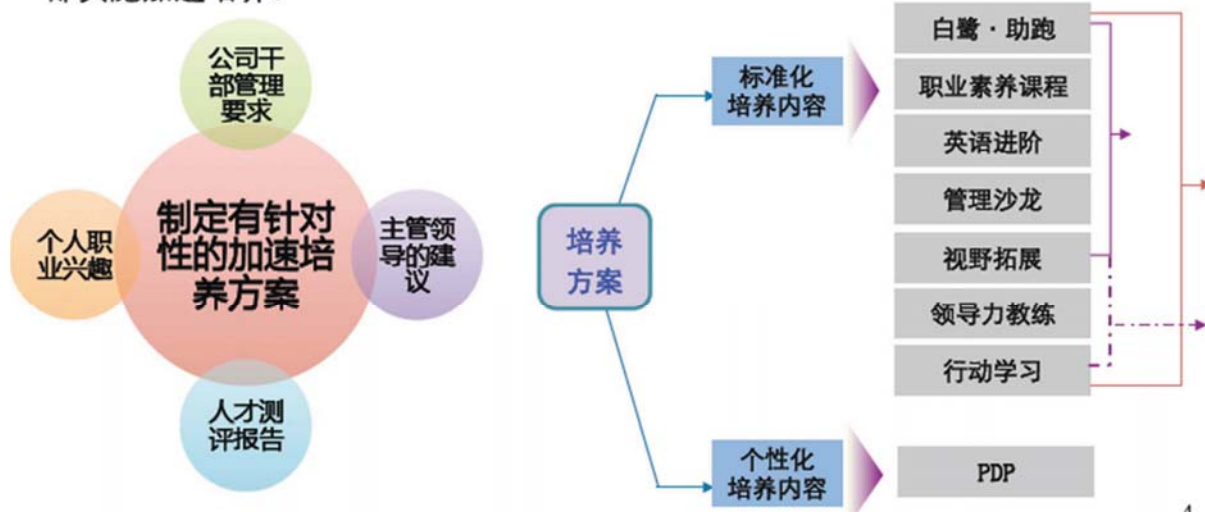 公司干
部管理
要求
制定有针对
性的加速培
养方案
个人职
业兴趣
主管领
导的建
议
人才测
评报告
培养
方案
标准化
培养内容
白鹭·助跑
职业素养课程
英语进阶
管理沙龙
视野拓展
领导力教练
行动学习
个性化
培养内容
PDP